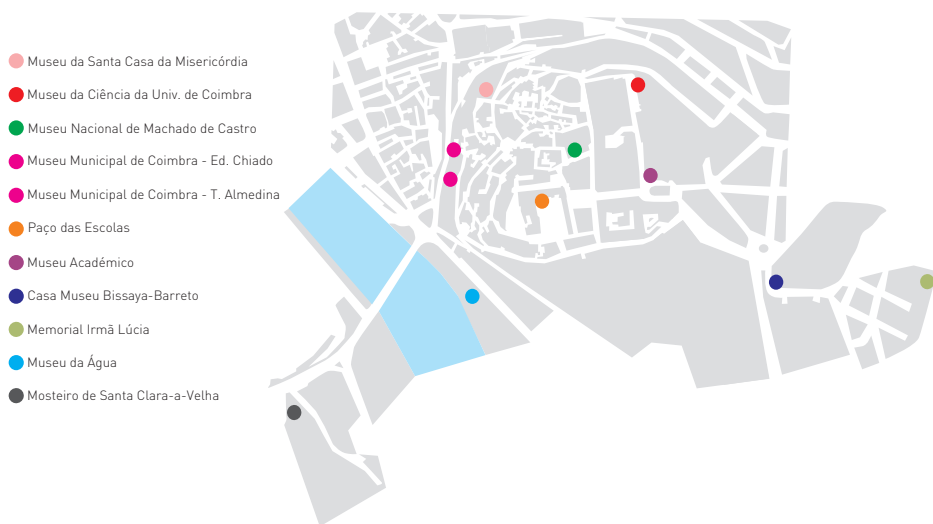 Museu da Santa Casa da Misericórdia
Museu da Ciência da Univ. de Coimbra
Museu Nacional de Machado de Castro
Museu Municipal de Coimbra - Ed. Chiado
Museu Municipal de Coimbra - T. Almedina
Paço das Escolas
Museu Académico
Casa Museu Bissaya-Barreto
Memorial Irmã Lúcia
Museu da Água
Mosteiro de Santa Clara-a-Velha